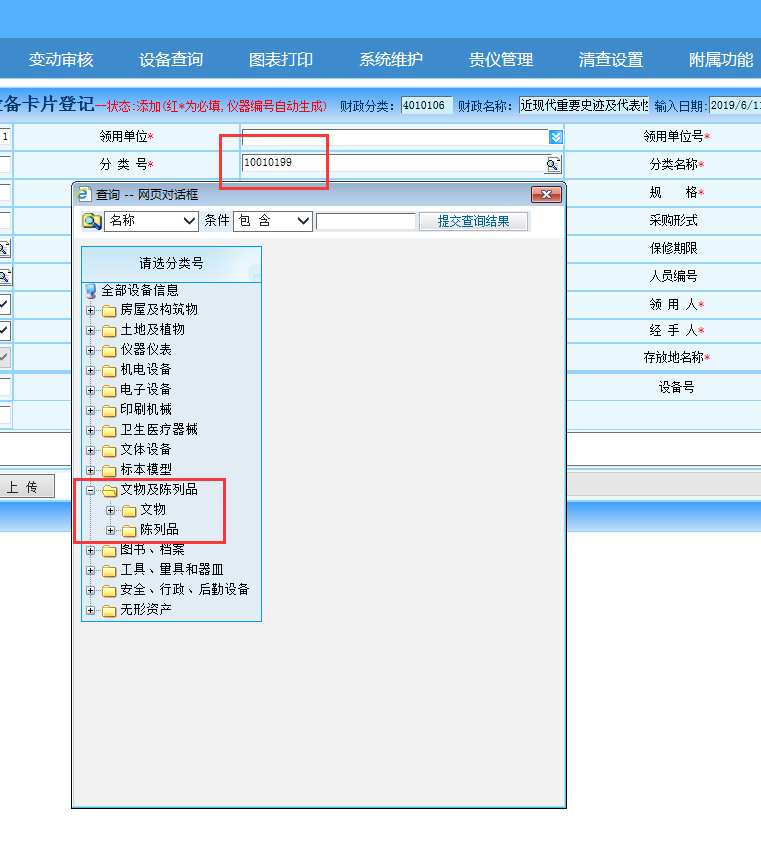 变动审核 设备查询 图表打印 系统维护 贵仪管理 清查设置 附属功能
备卡片登记--状态:添加(红*为必填,仪器编号自动生成) 财政分类: 4010106 财政名称: 近现代重要史迹及代表 输入日期: 2019/6/1
1 领用单位* 领用单位号*
分 类 号* 10010199 分类名称*
规 格*
采购形式
保修期限
人员编号
领 用 人*
经 手 人*
存放地名称*
设备号
上 传
查询 -- 网页对话框
名称 条件 包 含 提交查询结果
请选分类号
全部设备信息
房屋及构筑物
土地及植物
仪器仪表
机电设备
电子设备
印刷机械
卫生医疗器械
文体设备
标本模型
文物及陈列品
文物
陈列品
图书、档案
工具、量具和器皿
安全、行政、后勤设备
无形资产